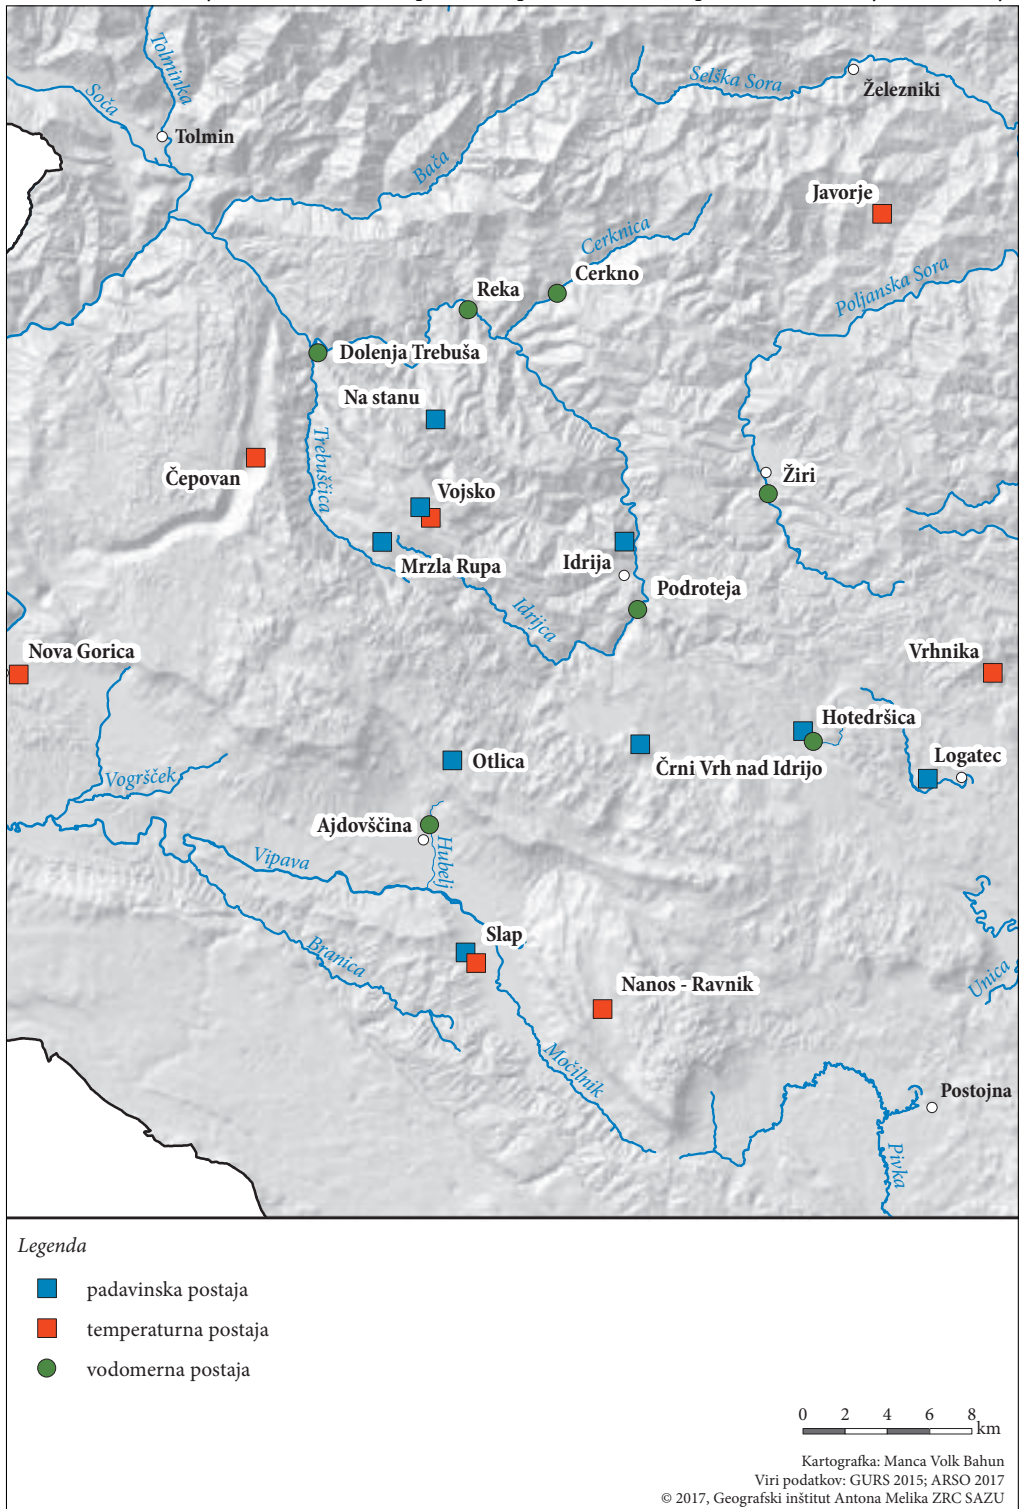 Tolminka
Soča
Tolmin
Bača
Selška Sora
Železniki
Javorje
Cerknica
Cerkno
Poljanska Sora
Reka
Dolenja Trebuša
Na stanu
Trebuščica
Čepovan
Vojsko
Žiri
Mrzla Rupa
Idrija
Podroteja
Idrijca
Nova Gorica
Vrhnika
Hotedršica
Otlica
Črni Vrh nad Idrijo
Logatec
Vogršček
Ajdovščina
Hubelj
Vipava
Slap
Branica
Nanos - Ravnik
Unica
Močilnik
Postojna
Pivka
Legenda
padavinska postaja
temperaturna postaja
vodomerna postaja
0 2 4 6 8
km
Kartografka: Manca Volk Bahun
Viri podatkov: GURS 2015; ARSO 2017
© 2017, Geografski inštitut Antona Melika ZRC SAZU